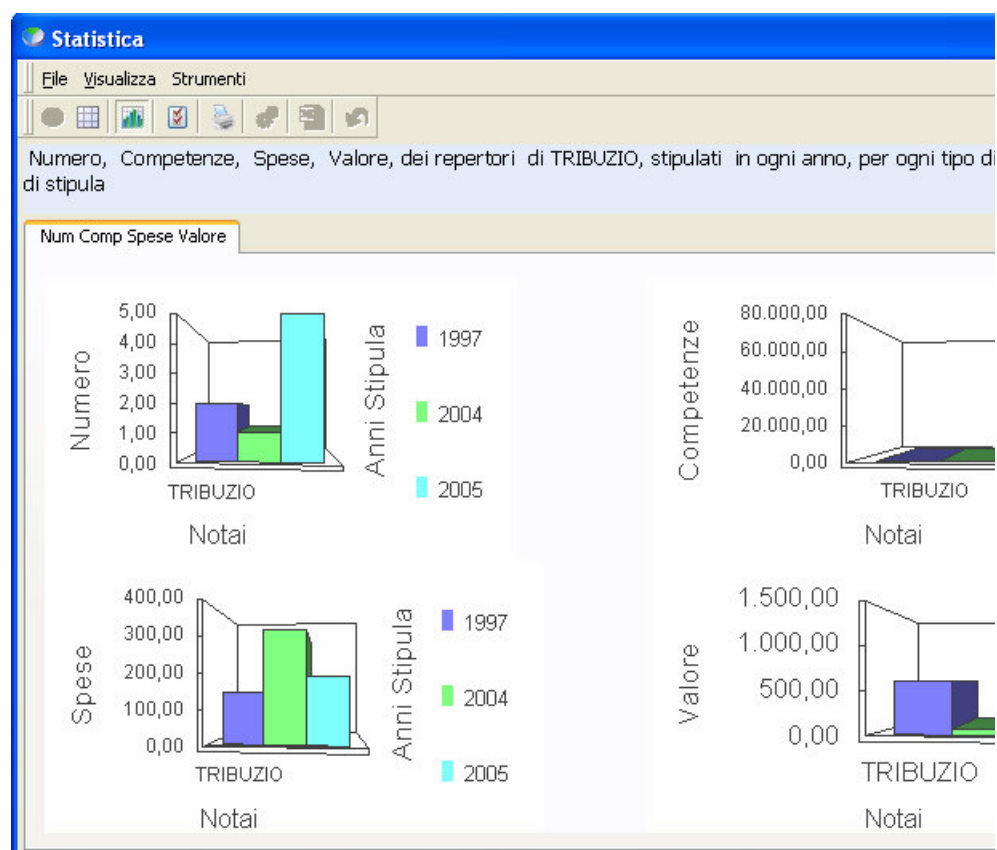 Statistica
File Visualizza Strumenti
Numero, Competenze, Spese, Valore, dei repertori di TRIBUZIO, stipulati in ogni anno, per ogni tipo di
di stipula
Num Comp Spese Valore
Numero
5,00
4,00
3,00
2,00
1,00
0,00
TRIBUZIO
Notai
Anni Stipula
1997
2004
2005
Competenze
80.000,00
60.000,00
40.000,00
20.000,00
0,00
TRIBUZIO
Notai
Spese
400,00
300,00
200,00
100,00
0,00
TRIBUZIO
Notai
Anni Stipula
1997
2004
2005
Valore
1.500,00
1.000,00
500,00
0,00
TRIBUZIO
Notai